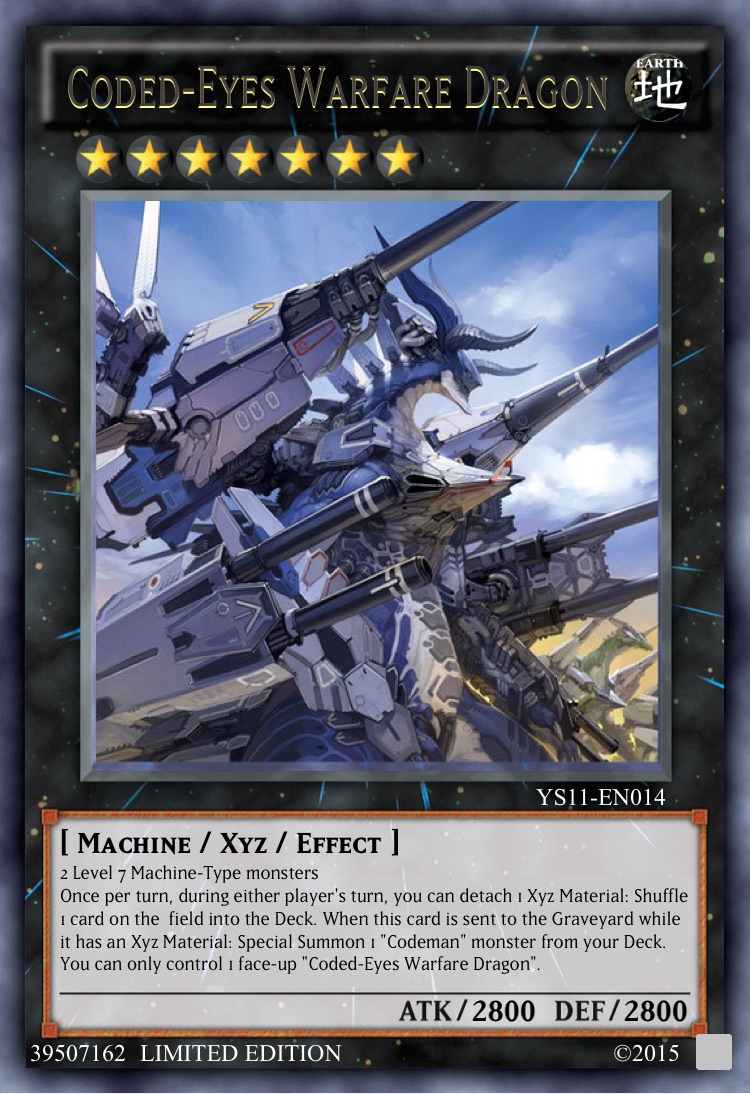 CODED-EYES WARFARE DRAGON
EARTH
地
7
000
YS11-EN014
[ MACHINE / XYZ / EFFECT ]
2 Level 7 Machine-Type monsters
Once per turn, during either player's turn, you can detach 1 Xyz Material: Shuffle
1 card on the field into the Deck. When this card is sent to the Graveyard while
it has an Xyz Material: Special Summon 1 "Codeman" monster from your Deck.
You can only control 1 face-up "Coded-Eyes Warfare Dragon".
ATK/2800 DEF/2800
39507162 LIMITED EDITION
©2015